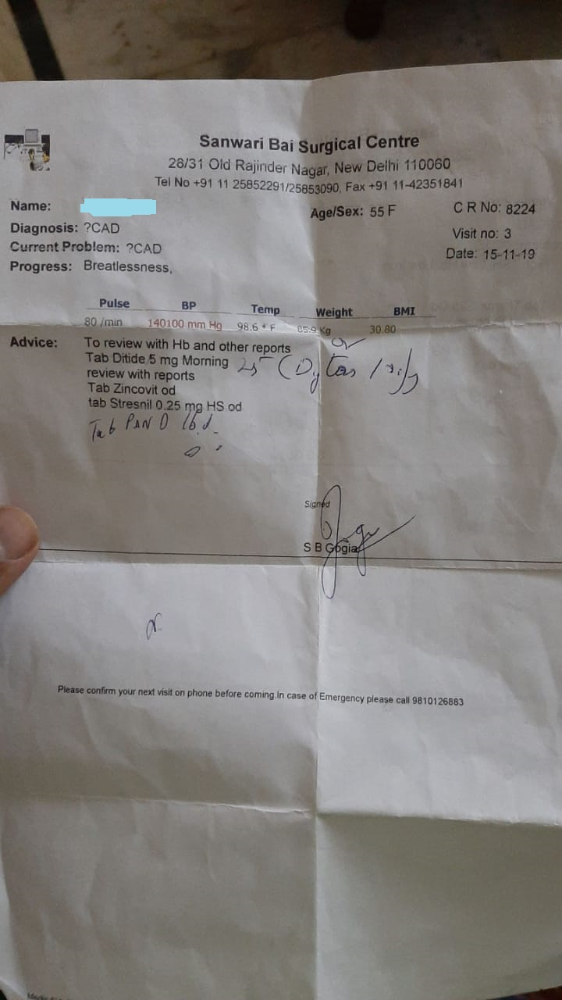 Sanwari Bai Surgical Centre
28/31 Old Rajinder Nagar, New Delhi 110060
Tel No +91 11 25852291/25853090, Fax +91 11-42351841
Name: Age/Sex: 55 F C R No: 8224
Diagnosis: ?CAD Visit no: 3
Current Problem: ?CAD Date: 15-11-19
Progress: Breatlessness,
Pulse BP Temp Weight BMI
80 /min 140100 mm Hg 98.6 * F 85.9 Kg 30.80
Advice: To review with Hb and other reports or
Tab Ditide 5 mg Morning 25 (Dytor
review with reports
Tab Zincovit od
tab Stresnil 0.25 mg HS od
Tab PAN D
Signed
S B Gogia
Please confirm your next visit on phone before coming.In case of Emergency please call 9810126883